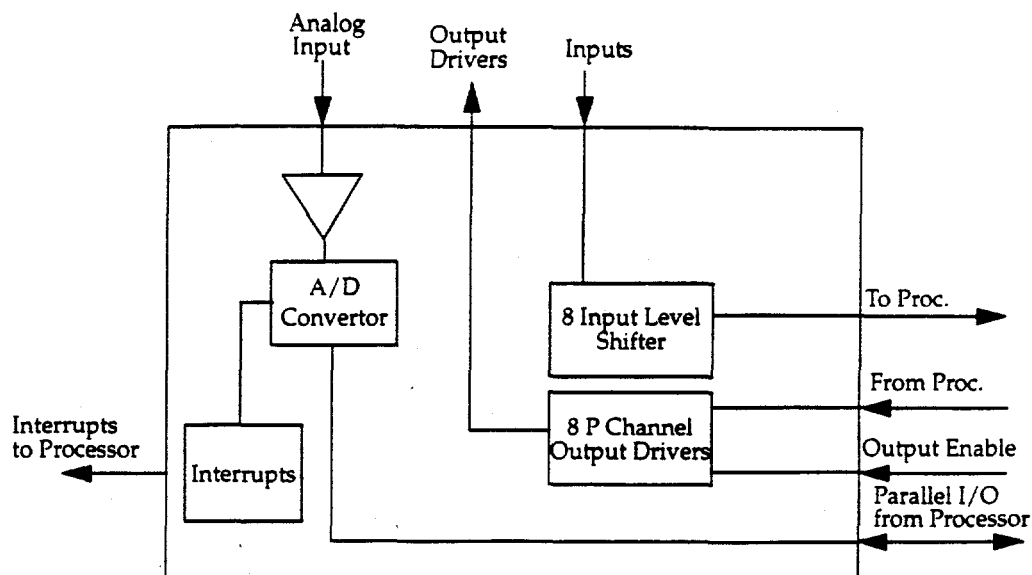 Analog
Input
Output
Drivers
Inputs
A/D
Convertor
8 Input Level
Shifter
To Proc.
From Proc.
8 P Channel
Output Drivers
Output Enable
Interrupts
to Processor
Interrupts
Parallel I/O
from Processor